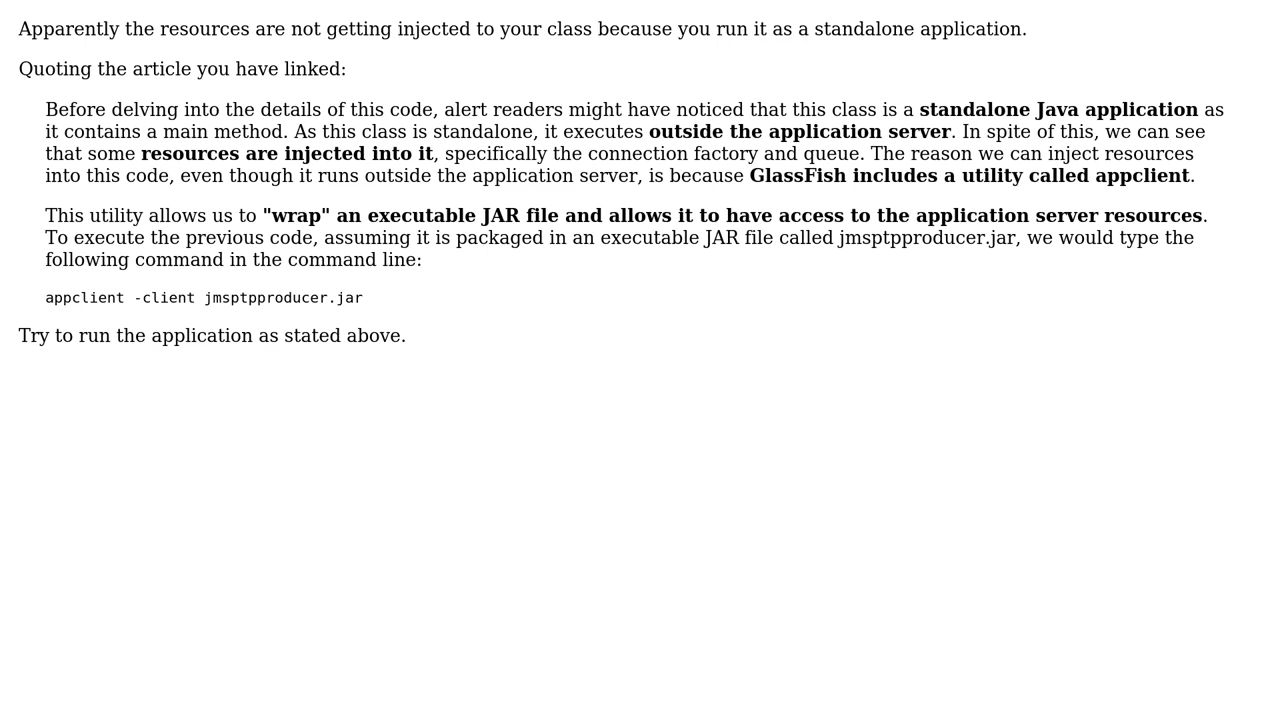 Apparently the resources are not getting injected to your class because you run it as a standalone application.
Quoting the article you have linked:
Before delving into the details of this code, alert readers might have noticed that this class is a standalone Java application as
it contains a main method. As this class is standalone, it executes outside the application server. In spite of this, we can see
that some resources are injected into it, specifically the connection factory and queue. The reason we can inject resources
into this code, even though it runs outside the application server, is because GlassFish includes a utility called appclient.
This utility allows us to "wrap" an executable JAR file and allows it to have access to the application server resources.
To execute the previous code, assuming it is packaged in an executable JAR file called jmsptpproducer.jar, we would type the
following command in the command line:
appclient -client jmsptpproducer.jar
Try to run the application as stated above.